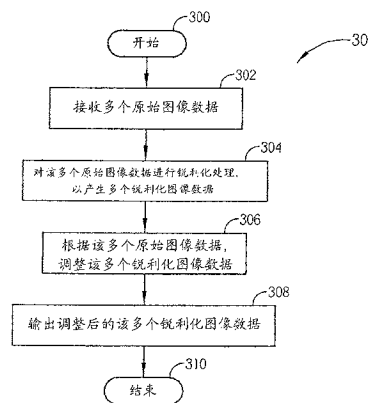 300
开始
30
302
接收多个原始图像数据
304
对该多个原始图像数据进行锐利化处理,
以产生多个锐利化图像数据
306
根据该多个原始图像数据,
调整该多个锐利化图像数据
308
输出调整后的该多个锐利化图像数据
310
结束